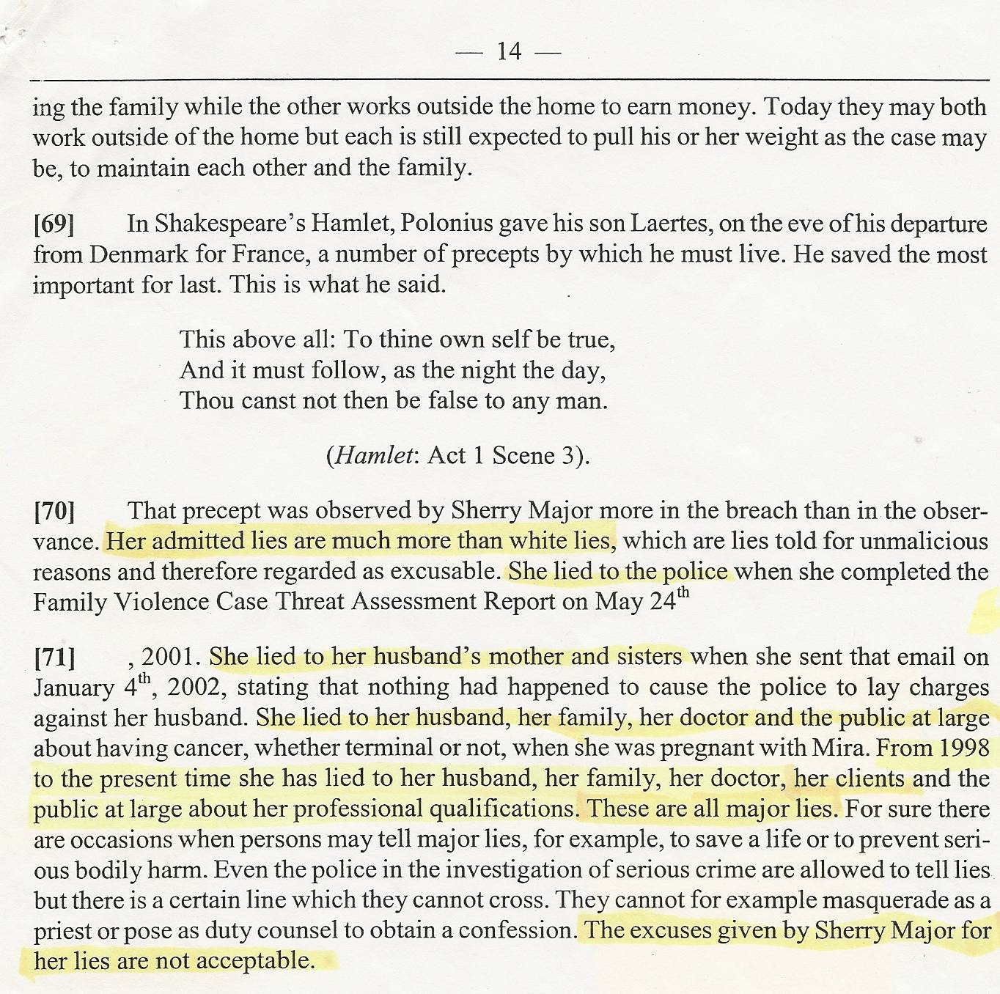 — 14 —
ing the family while the other works outside the home to earn money. Today they may both
work outside of the home but each is still expected to pull his or her weight as the case may
be, to maintain each other and the family.
[69] In Shakespeare's Hamlet, Polonius gave his son Laertes, on the eve of his departure
from Denmark for France, a number of precepts by which he must live. He saved the most
important for last. This is what he said.
This above all: To thine own self be true,
And it must follow, as the night the day,
Thou canst not then be false to any man.
(Hamlet: Act 1 Scene 3).
[70] That precept was observed by Sherry Major more in the breach than in the obser-
vance. Her admitted lies are much more than white lies, which are lies told for unmalicious
reasons and therefore regarded as excusable. She lied to the police when she completed the
Family Violence Case Threat Assessment Report on May 24th
[71] , 2001. She lied to her husband's mother and sisters when she sent that email on
January 4th, 2002, stating that nothing had happened to cause the police to lay charges
against her husband. She lied to her husband, her family, her doctor and the public at large
about having cancer, whether terminal or not, when she was pregnant with Mira. From 1998
to the present time she has lied to her husband, her family, her doctor, her clients and the
public at large about her professional qualifications. These are all major lies. For sure there
are occasions when persons may tell major lies, for example, to save a life or to prevent seri-
ous bodily harm. Even the police in the investigation of serious crime are allowed to tell lies
but there is a certain line which they cannot cross. They cannot for example masquerade as a
priest or pose as duty counsel to obtain a confession. The excuses given by Sherry Major for
her lies are not acceptable.